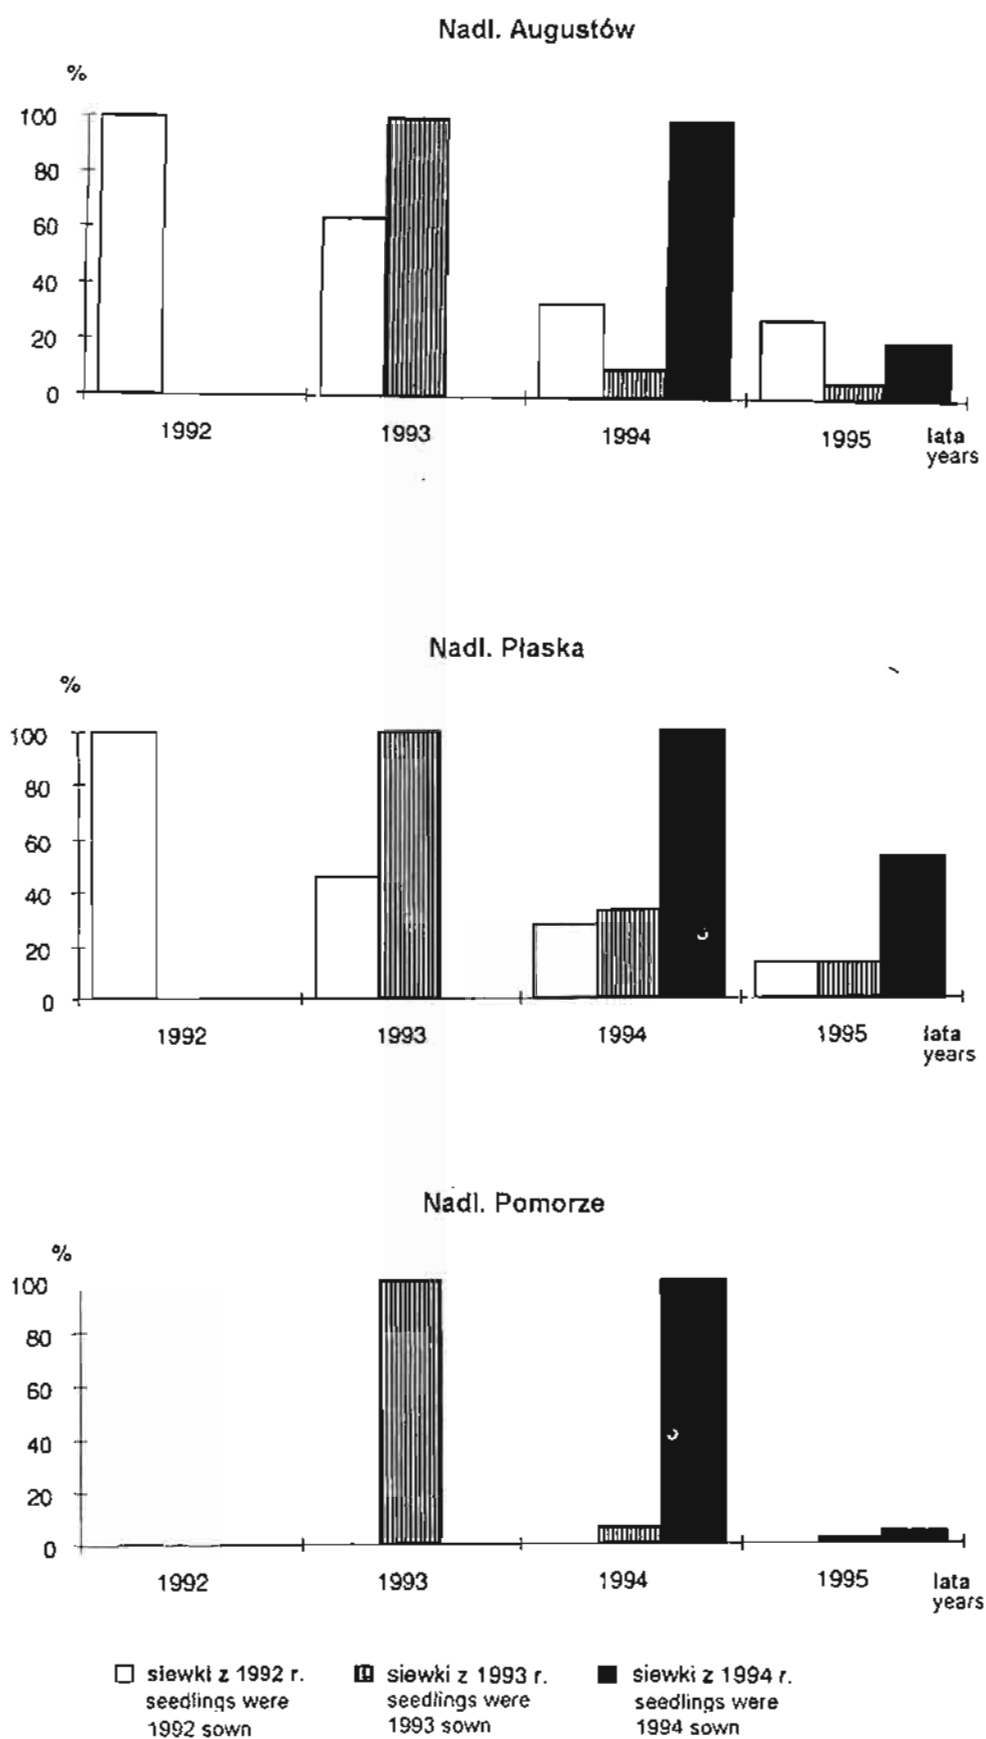 Nadl. Augustów
%
100
80
60
40
20
0
1992 1993 1994 1995 lata
years
Nadl. Płaska
%
100
80
60
40
20
0
1992 1993 1994 1995 lata
years
Nadl. Pomorze
%
100
80
60
40
20
0
1992 1993 1994 1995 lata
years
siewki z 1992 r. siewki z 1993 r. siewki z 1994 r.
seedlings were seedlings were seedlings were
1992 sown 1993 sown 1994 sown